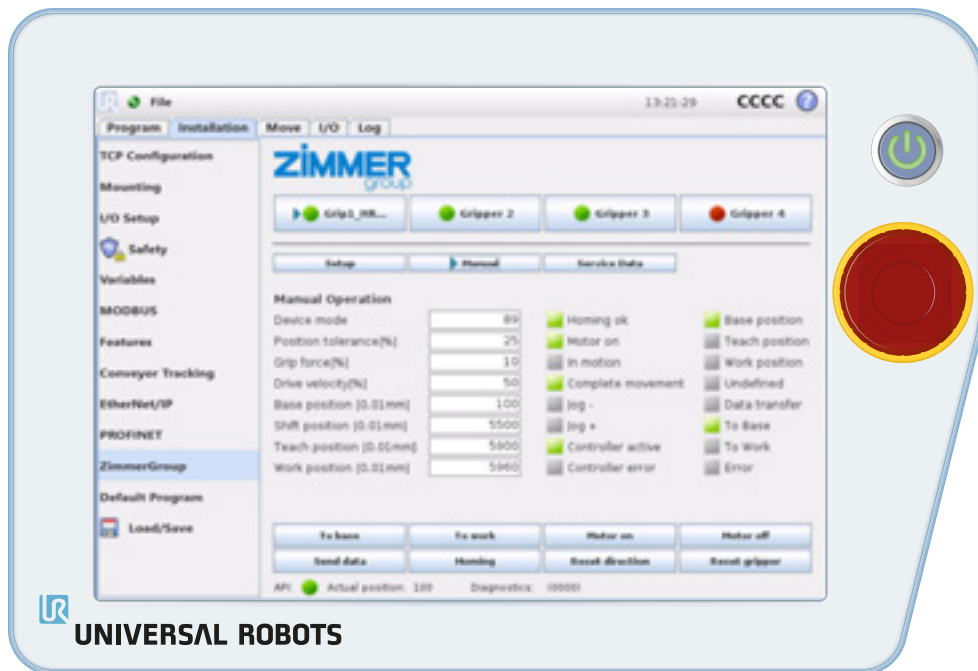 File 13:21:29 CCCC ?
Program Installation Move I/O Log
TCP Configuration
Mounting
I/O Setup
Safety
Variables
MODBUS
Features
Conveyor Tracking
EtherNet/IP
PROFINET
ZimmerGroup
Default Program
Load/Save
ZIMMER
group
Grip1_HR... Gripper 2 Gripper 3 Gripper 4
Setup Manual Service Data
Manual Operation
Device mode 89 Homing ok Base position
Position tolerance[%] 25 Motor on Teach position
Grip force[%] 10 In motion Work position
Drive velocity[%] 50 Complete movement Undefined
Base position [0.01mm] 100 Jog - Data transfer
Shift position [0.01mm] 5500 Jog + To Base
Teach position [0.01mm] 5900 Controller active To Work
Work position [0.01mm] 5960 Controller error Error
To base To work Motor on Motor off
Send data Homing Reset direction Reset gripper
API: Actual position: 100 Diagnostics: (0000)
UR
UNIVERSAL ROBOTS